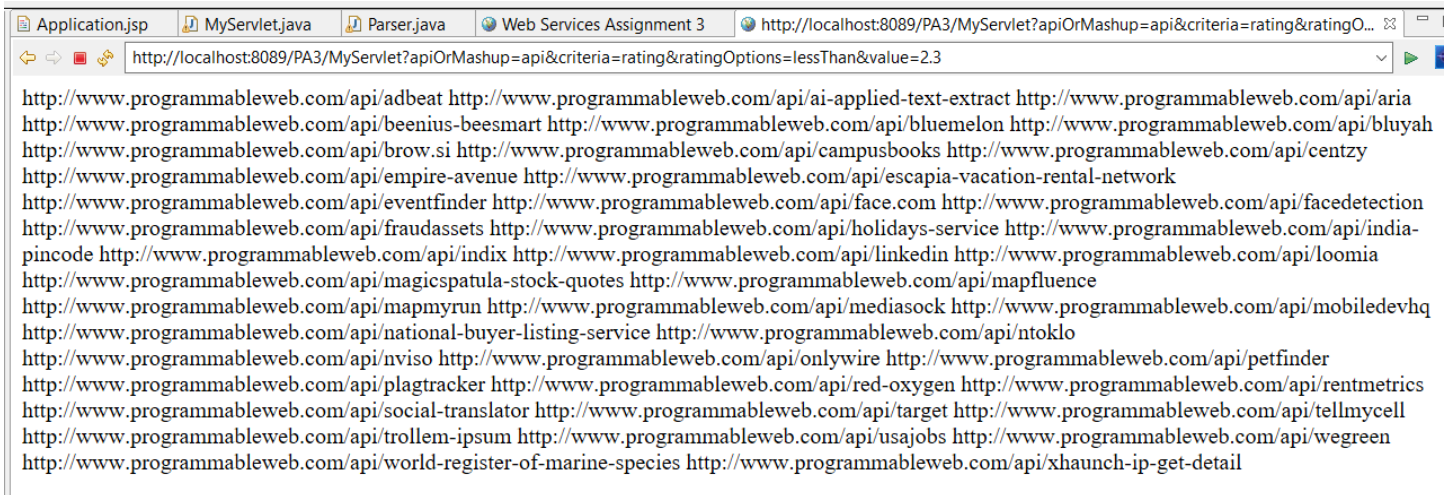 Application.jsp MyServlet.java Parser.java Web Services Assignment 3 http://localhost:8089/PA3/MyServlet?apiOrMashup=api&criteria=rating&ratingO...
http://localhost:8089/PA3/MyServlet?apiOrMashup=api&criteria=rating&ratingOptions=lessThan&value=2.3
http://www.programmableweb.com/api/adbeat http://www.programmableweb.com/api/ai-applied-text-extract http://www.programmableweb.com/api/aria
http://www.programmableweb.com/api/beenius-beesmart http://www.programmableweb.com/api/bluemelon http://www.programmableweb.com/api/bluyah
http://www.programmableweb.com/api/brow.si http://www.programmableweb.com/api/campusbooks http://www.programmableweb.com/api/centzy
http://www.programmableweb.com/api/empire-avenue http://www.programmableweb.com/api/escapia-vacation-rental-network
http://www.programmableweb.com/api/eventfinder http://www.programmableweb.com/api/face.com http://www.programmableweb.com/api/facedetection
http://www.programmableweb.com/api/fraudassets http://www.programmableweb.com/api/holidays-service http://www.programmableweb.com/api/india-
pincode http://www.programmableweb.com/api/indix http://www.programmableweb.com/api/linkedin http://www.programmableweb.com/api/loomia
http://www.programmableweb.com/api/magicspatula-stock-quotes http://www.programmableweb.com/api/mapfluence
http://www.programmableweb.com/api/mapmyrun http://www.programmableweb.com/api/mediasock http://www.programmableweb.com/api/mobiledevhq
http://www.programmableweb.com/api/national-buyer-listing-service http://www.programmableweb.com/api/ntoklo
http://www.programmableweb.com/api/nviso http://www.programmableweb.com/api/onlywire http://www.programmableweb.com/api/petfinder
http://www.programmableweb.com/api/plagtracker http://www.programmableweb.com/api/red-oxygen http://www.programmableweb.com/api/rentmetrics
http://www.programmableweb.com/api/social-translator http://www.programmableweb.com/api/target http://www.programmableweb.com/api/tellmycell
http://www.programmableweb.com/api/trollem-ipsum http://www.programmableweb.com/api/usajobs http://www.programmableweb.com/api/wegreen
http://www.programmableweb.com/api/world-register-of-marine-species http://www.programmableweb.com/api/xhaunch-ip-get-detail